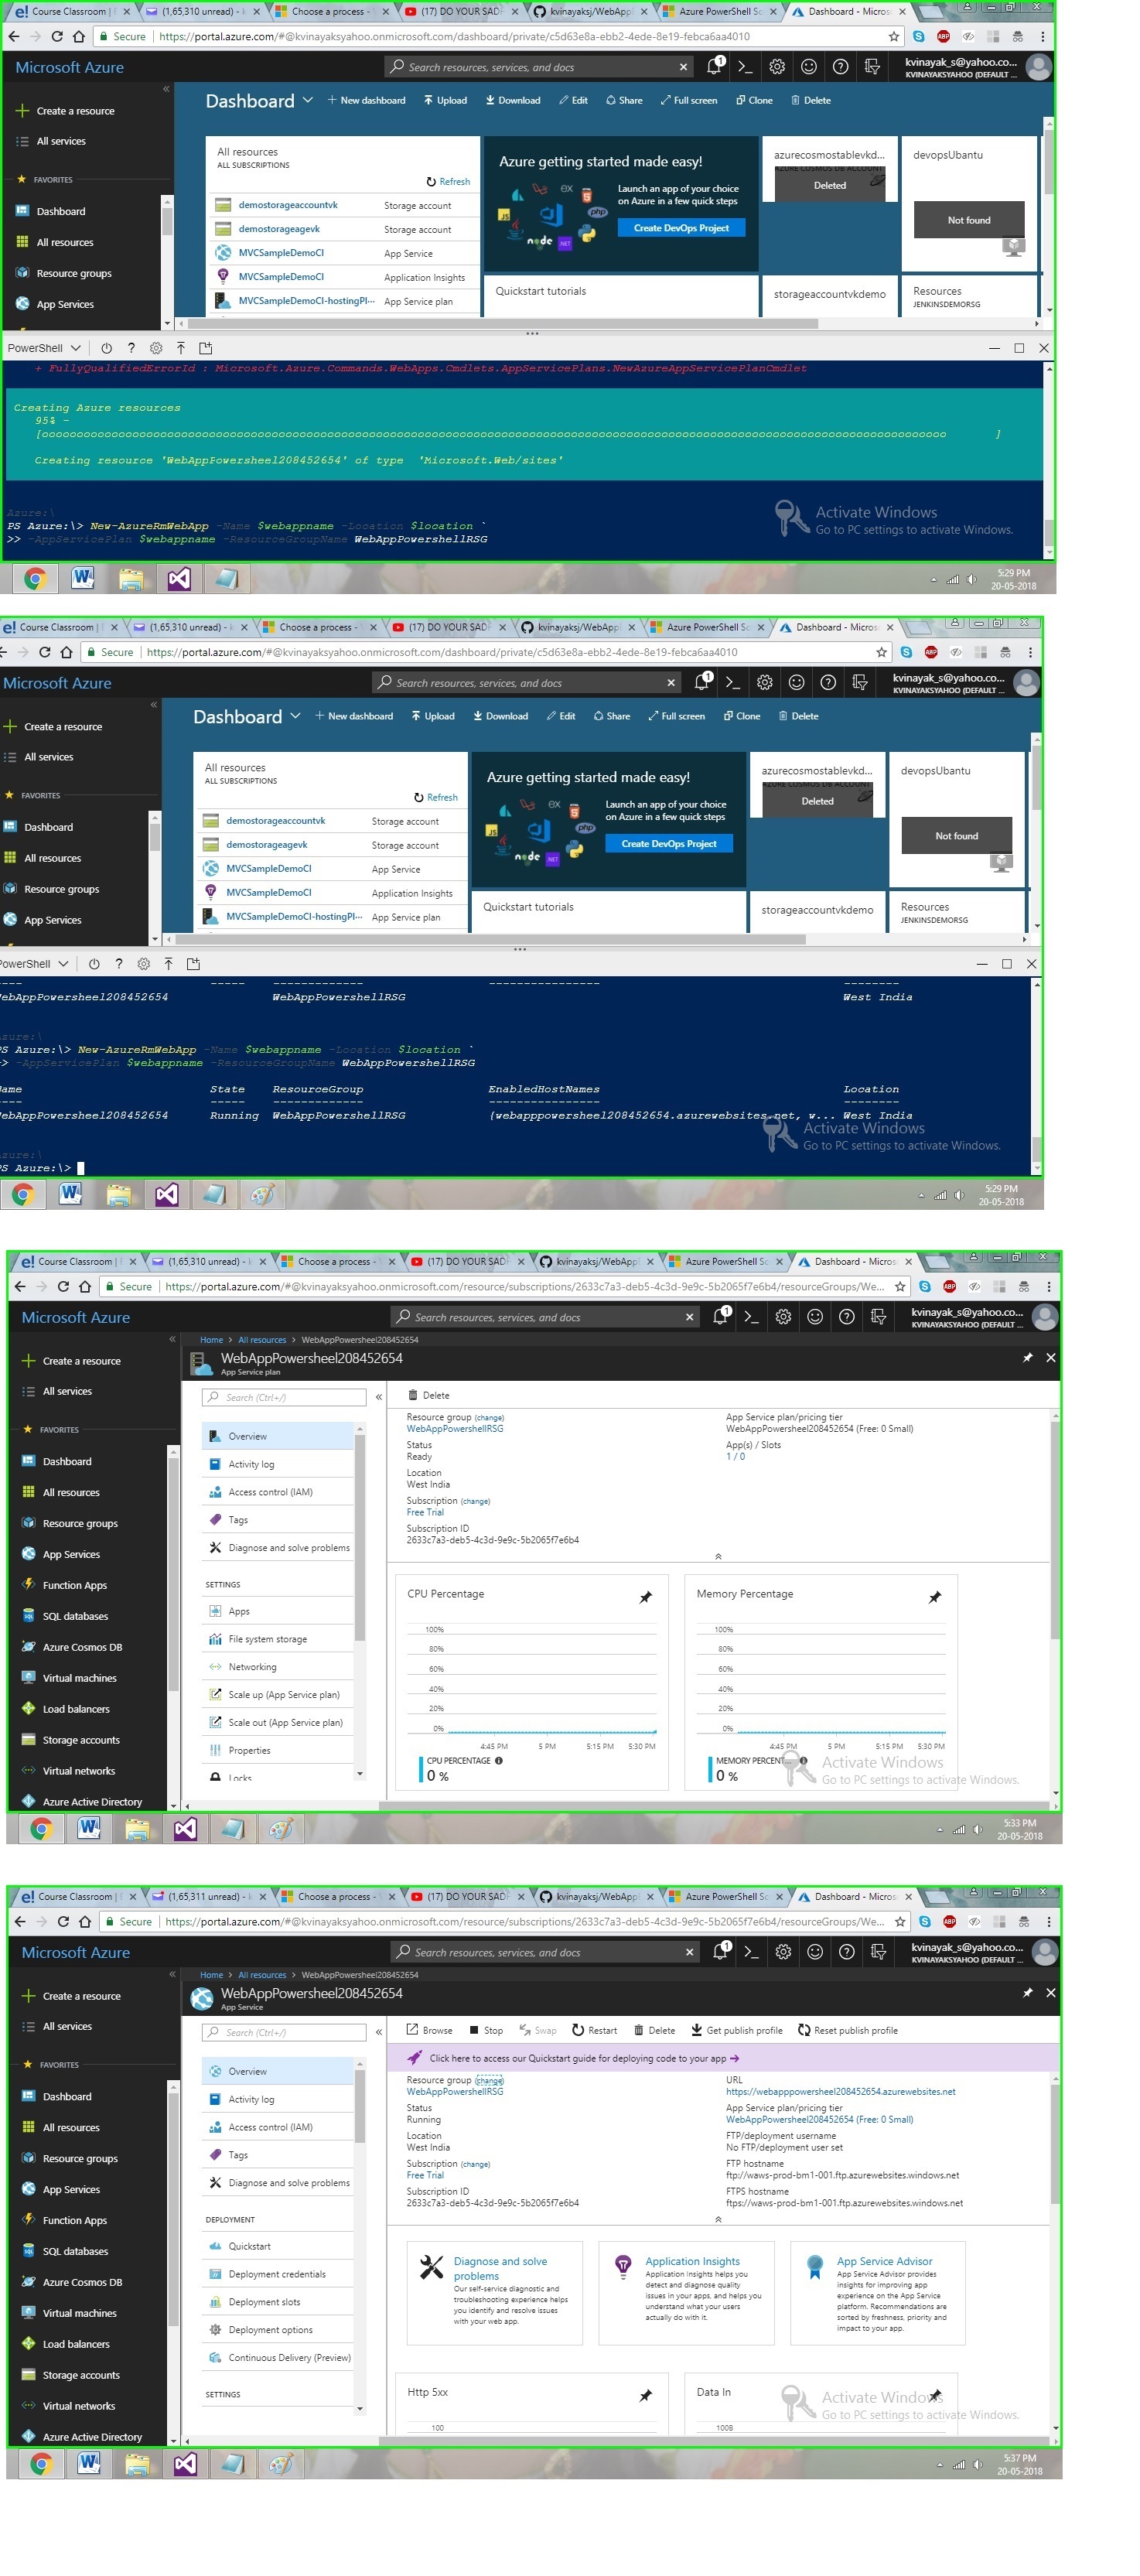 Course Classroom | E
(1,65,310 unread) - k
Choose a process -
(17) DO YOUR SADH
kvinayaksj/WebAppI
Azure PowerShell Sc
Dashboard - Micros
Secure
https://portal.azure.com/#@kvinayaksyahoo.onmicrosoft.com/dashboard/private/c5d63e8a-ebb2-4ede-8e19-febca6aa4010
Microsoft Azure
Search resources, services, and docs
1
kvinayak_s@yahoo.co...
KVINAYAKSYAHOO (DEFAULT ...
Create a resource
All services
FAVORITES
Dashboard
All resources
Resource groups
App Services
Dashboard
New dashboard
Upload
Download
Edit
Share
Full screen
Clone
Delete
All resources
ALL SUBSCRIPTIONS
Refresh
demostorageaccountvk Storage account
demostorageagevk Storage account
MVCSampleDemoCI App Service
MVCSampleDemoCI Application Insights
MVCSampleDemoCI-hostingPl··· App Service plan
Azure getting started made easy!
Launch an app of your choice
on Azure in a few quick steps
Create DevOps Project
Quickstart tutorials
azurecosmostablevkd...
AZURE COSMOS DB ACCOUNT
Deleted
storageaccountvkdemo
devopsUbantu
Not found
Resources
JENKINSDEMORSG
PowerShell
+ FullyQualifiedErrorId : Microsoft.Azure.Commands.WebApps.Cmdlets.AppServicePlans.NewAzureAppServicePlanCmdlet
Creating Azure resources
95% -
Creating resource 'WebAppPowersheel208452654' of type 'Microsoft.Web/sites'
Azure:\
PS Azure:\> New-AzureRmWebApp -Name $webappname -Location $location `
>> -AppServicePlan $webappname -ResourceGroupName WebAppPowershellRSG
Activate Windows
Go to PC settings to activate Windows.
5:29 PM
20-05-2018
Course Classroom | E
(1,65,310 unread) - k
Choose a process -
(17) DO YOUR SADH
kvinayaksj/WebAppI
Azure PowerShell Sc
Dashboard - Micros
Secure
https://portal.azure.com/#@kvinayaksyahoo.onmicrosoft.com/dashboard/private/c5d63e8a-ebb2-4ede-8e19-febca6aa4010
Microsoft Azure
Search resources, services, and docs
1
kvinayak_s@yahoo.co...
KVINAYAKSYAHOO (DEFAULT ...
Create a resource
All services
FAVORITES
Dashboard
All resources
Resource groups
App Services
Dashboard
New dashboard
Upload
Download
Edit
Share
Full screen
Clone
Delete
All resources
ALL SUBSCRIPTIONS
Refresh
demostorageaccountvk Storage account
demostorageagevk Storage account
MVCSampleDemoCI App Service
MVCSampleDemoCI Application Insights
MVCSampleDemoCI-hostingPl··· App Service plan
Azure getting started made easy!
Launch an app of your choice
on Azure in a few quick steps
Create DevOps Project
Quickstart tutorials
azurecosmostablevkd...
AZURE COSMOS DB ACCOUNT
Deleted
storageaccountvkdemo
devopsUbantu
Not found
Resources
JENKINSDEMORSG
PowerShell
---- ----- ------------- ---------------- --------
ebAppPowersheel208452654 WebAppPowershellRSG West India
Azure:\
PS Azure:\> New-AzureRmWebApp -Name $webappname -Location $location `
>> -AppServicePlan $webappname -ResourceGroupName WebAppPowershellRSG
ame State ResourceGroup EnabledHostNames Location
---- ----- ------------- ---------------- --------
ebAppPowersheel208452654 Running WebAppPowershellRSG {webapppowersheel208452654.azurewebsites.net, w... West India
Azure:\
PS Azure:\>
Activate Windows
Go to PC settings to activate Windows.
5:29 PM
20-05-2018
Course Classroom | E
(1,65,310 unread) - k
Choose a process -
(17) DO YOUR SADH
kvinayaksj/WebAppI
Azure PowerShell Sc
Dashboard - Micros
Secure
https://portal.azure.com/#@kvinayaksyahoo.onmicrosoft.com/resource/subscriptions/2633c7a3-deb5-4c3d-9e9c-5b2065f7e6b4/resourceGroups/We...
Microsoft Azure
Search resources, services, and docs
1
kvinayak_s@yahoo.co...
KVINAYAKSYAHOO (DEFAULT ...
Create a resource
All services
FAVORITES
Dashboard
All resources
Resource groups
App Services
Function Apps
SQL databases
Azure Cosmos DB
Virtual machines
Load balancers
Storage accounts
Virtual networks
Azure Active Directory
Home > All resources > WebAppPowersheel208452654
WebAppPowersheel208452654
App Service plan
Search (Ctrl+/)
Overview
Activity log
Access control (IAM)
Tags
Diagnose and solve problems
SETTINGS
Apps
File system storage
Networking
Scale up (App Service plan)
Scale out (App Service plan)
Properties
Locks
Delete
Resource group (change)
WebAppPowershellRSG
Status
Ready
Location
West India
Subscription (change)
Free Trial
Subscription ID
2633c7a3-deb5-4c3d-9e9c-5b2065f7e6b4
App Service plan/pricing tier
WebAppPowersheel208452654 (Free: 0 Small)
App(s) / Slots
1 / 0
CPU Percentage
100%
80%
60%
40%
20%
0%
4:45 PM 5 PM 5:15 PM 5:30 PM
CPU PERCENTAGE
0 %
Memory Percentage
100%
80%
60%
40%
20%
0%
4:45 PM 5 PM 5:15 PM 5:30 PM
MEMORY PERCENT...
0 %
Activate Windows
Go to PC settings to activate Windows.
5:33 PM
20-05-2018
Course Classroom | E
(1,65,311 unread) - k
Choose a process -
(17) DO YOUR SADH
kvinayaksj/WebAppI
Azure PowerShell Sc
Dashboard - Micros
Secure
https://portal.azure.com/#@kvinayaksyahoo.onmicrosoft.com/resource/subscriptions/2633c7a3-deb5-4c3d-9e9c-5b2065f7e6b4/resourceGroups/We...
Microsoft Azure
Search resources, services, and docs
1
kvinayak_s@yahoo.co...
KVINAYAKSYAHOO (DEFAULT ...
Create a resource
All services
FAVORITES
Dashboard
All resources
Resource groups
App Services
Function Apps
SQL databases
Azure Cosmos DB
Virtual machines
Load balancers
Storage accounts
Virtual networks
Azure Active Directory
Home > All resources > WebAppPowersheel208452654
WebAppPowersheel208452654
App Service
Search (Ctrl+/)
Overview
Activity log
Access control (IAM)
Tags
Diagnose and solve problems
DEPLOYMENT
Quickstart
Deployment credentials
Deployment slots
Deployment options
Continuous Delivery (Preview)
SETTINGS
Browse
Stop
Swap
Restart
Delete
Get publish profile
Reset publish profile
Click here to access our Quickstart guide for deploying code to your app →
Resource group (change)
WebAppPowershellRSG
Status
Running
Location
West India
Subscription (change)
Free Trial
Subscription ID
2633c7a3-deb5-4c3d-9e9c-5b2065f7e6b4
URL
https://webapppowersheel208452654.azurewebsites.net
App Service plan/pricing tier
WebAppPowersheel208452654 (Free: 0 Small)
FTP/deployment username
No FTP/deployment user set
FTP hostname
ftp://waws-prod-bm1-001.ftp.azurewebsites.windows.net
FTPS hostname
ftps://waws-prod-bm1-001.ftp.azurewebsites.windows.net
Diagnose and solve
problems
Our self-service diagnostic and
troubleshooting experience helps
you identify and resolve issues
with your web app.
Application Insights
Application Insights helps you
detect and diagnose quality
issues in your apps, and helps you
understand what your users
actually do with it.
App Service Advisor
App Service Advisor provides
insights for improving app
experience on the App Service
platform. Recommendations are
sorted by freshness, priority and
impact to your app.
Http 5xx
100
Data In
100B
Activate Windows
Go to PC settings to activate Windows.
5:37 PM
20-05-2018